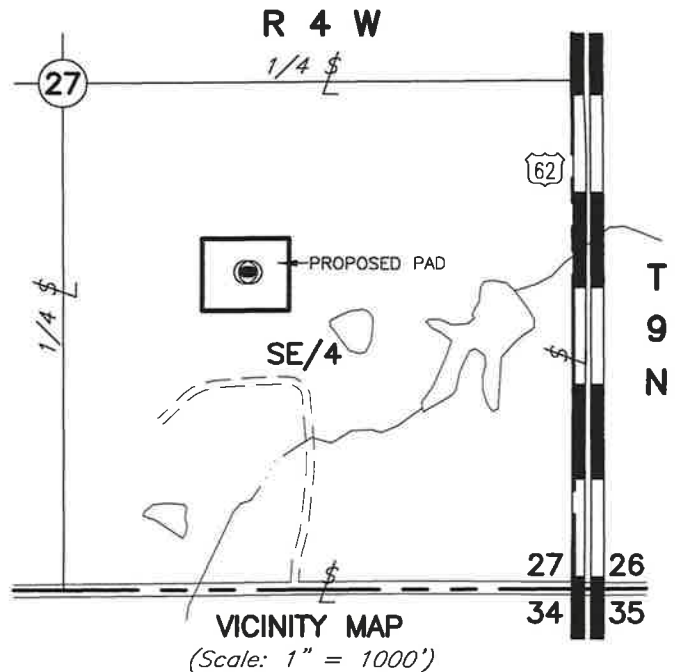 R 4 W
1/4 $
27
62
PROPOSED PAD
T
9
N
1/4 $
SE/4
$
27 26
$
34 35
VICINITY MAP
(Scale: 1" = 1000')